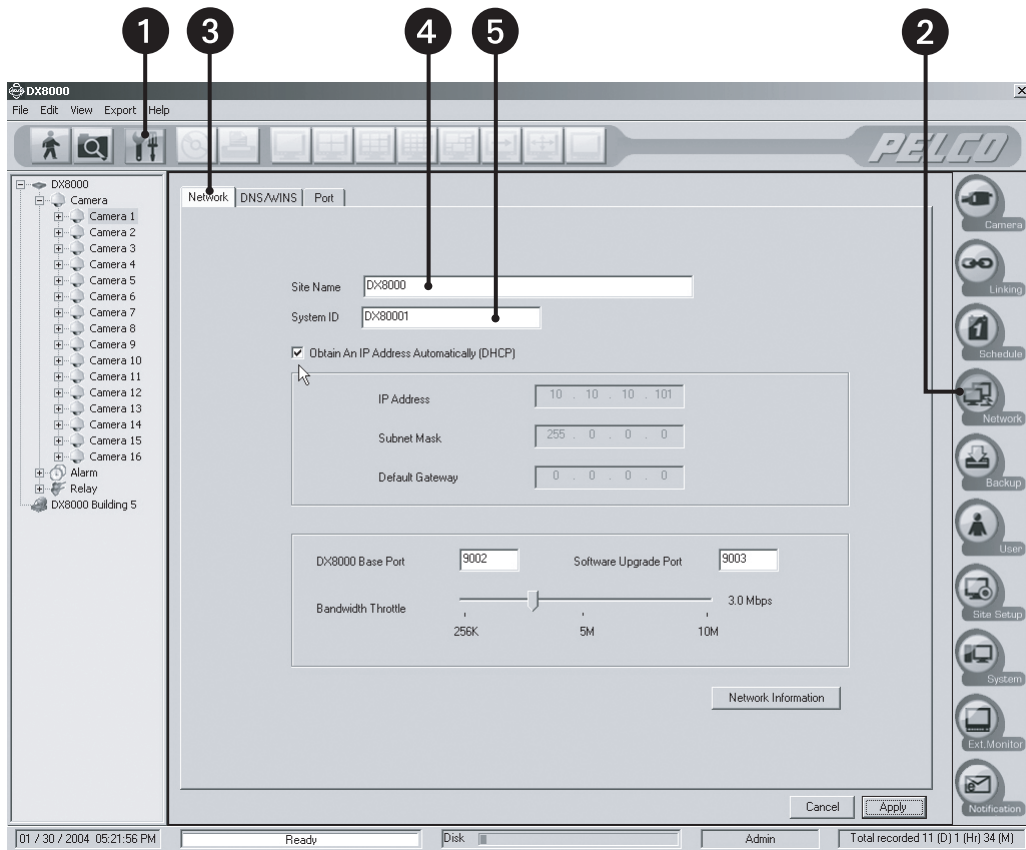 1 3 4 5 2
DX8000
File Edit View Export Help
PELCO
DX8000
Camera
Camera 1
Camera 2
Camera 3
Camera 4
Camera 5
Camera 6
Camera 7
Camera 8
Camera 9
Camera 10
Camera 11
Camera 12
Camera 13
Camera 14
Camera 15
Camera 16
Alarm
Relay
DX8000 Building 5
Network DNS/WINS Port
Site Name DX8000
System ID DX80001
Obtain An IP Address Automatically (DHCP)
IP Address 10 . 10 . 10 . 101
Subnet Mask 255 . 0 . 0 . 0
Default Gateway 0 . 0 . 0 . 0
DX8000 Base Port 9002 Software Upgrade Port 9003
Bandwidth Throttle 3.0 Mbps
256K 5M 10M
Network Information
Cancel Apply
Camera
Linking
1
Schedule
Network
Backup
User
Site Setup
System
Ext.Monitor
Notification
01 / 30 / 2004 05:21:56 PM Ready Disk Admin Total recorded 11 (D) 1 (Hr) 34 (M)